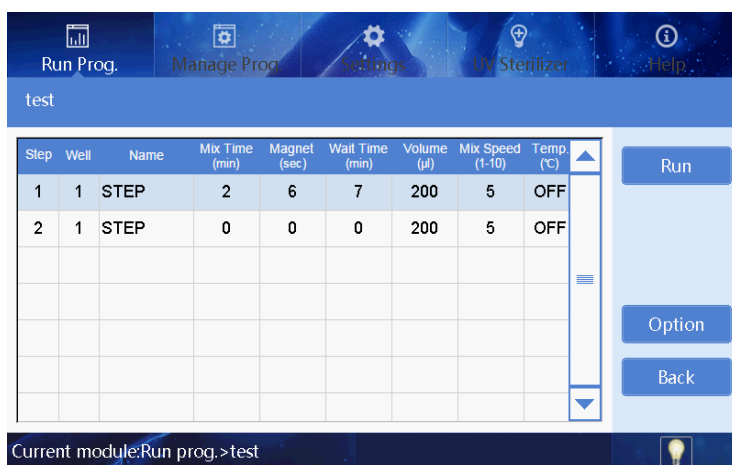 Run Prog. Manage Prog. Settings UV Sterilizer Help
test
Step Well Name Mix Time (min) Magnet (sec) Wait Time (min) Volume (μl) Mix Speed (1-10) Temp. (℃)
1 1 STEP 2 6 7 200 5 OFF
2 1 STEP 0 0 0 200 5 OFF
Run
Option
Back
Current module:Run prog.>test